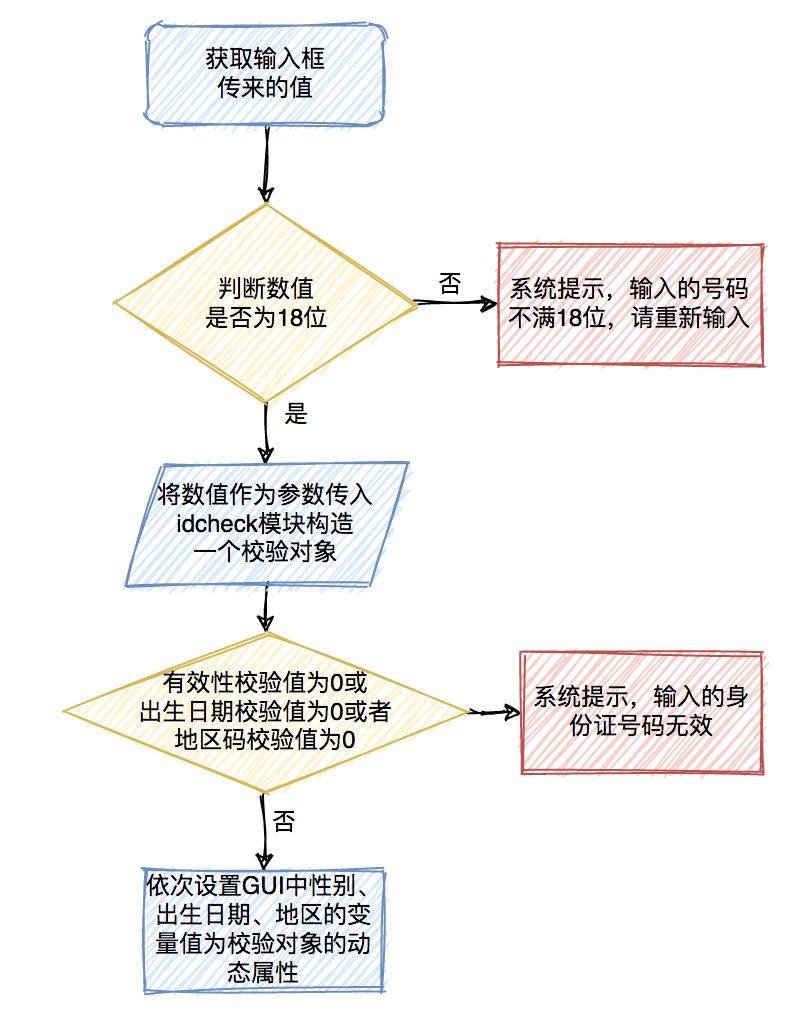 获取输入框
传来的值
判断数值
是否为18位
否
系统提示，输入的号码
不满18位，请重新输入
是
将数值作为参数传入
idcheck模块构造
一个校验对象
有效性校验值为0或
出生日期校验值为0或者
地区码校验值为0
系统提示，输入的身
份证号码无效
否
依次设置GUI中性别、
出生日期、地区的变
量值为校验对象的动
态属性